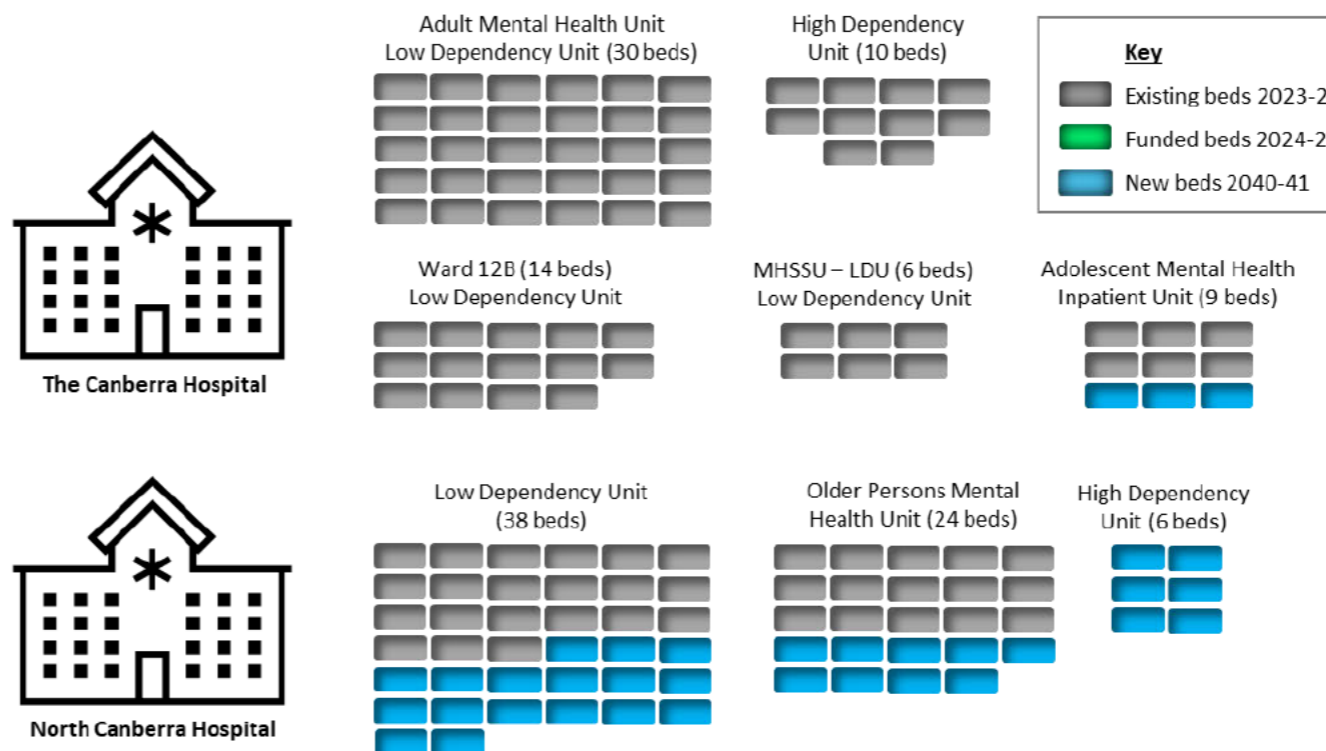 Adult Mental Health Unit
Low Dependency Unit (30 beds)
High Dependency
Unit (10 beds)
Key
Existing beds 2023-2
Funded beds 2024-2
New beds 2040-41
Ward 12B (14 beds)
Low Dependency Unit
MHSSU – LDU (6 beds)
Low Dependency Unit
Adolescent Mental Health
Inpatient Unit (9 beds)
The Canberra Hospital
Low Dependency Unit
(38 beds)
Older Persons Mental
Health Unit (24 beds)
High Dependency
Unit (6 beds)
North Canberra Hospital